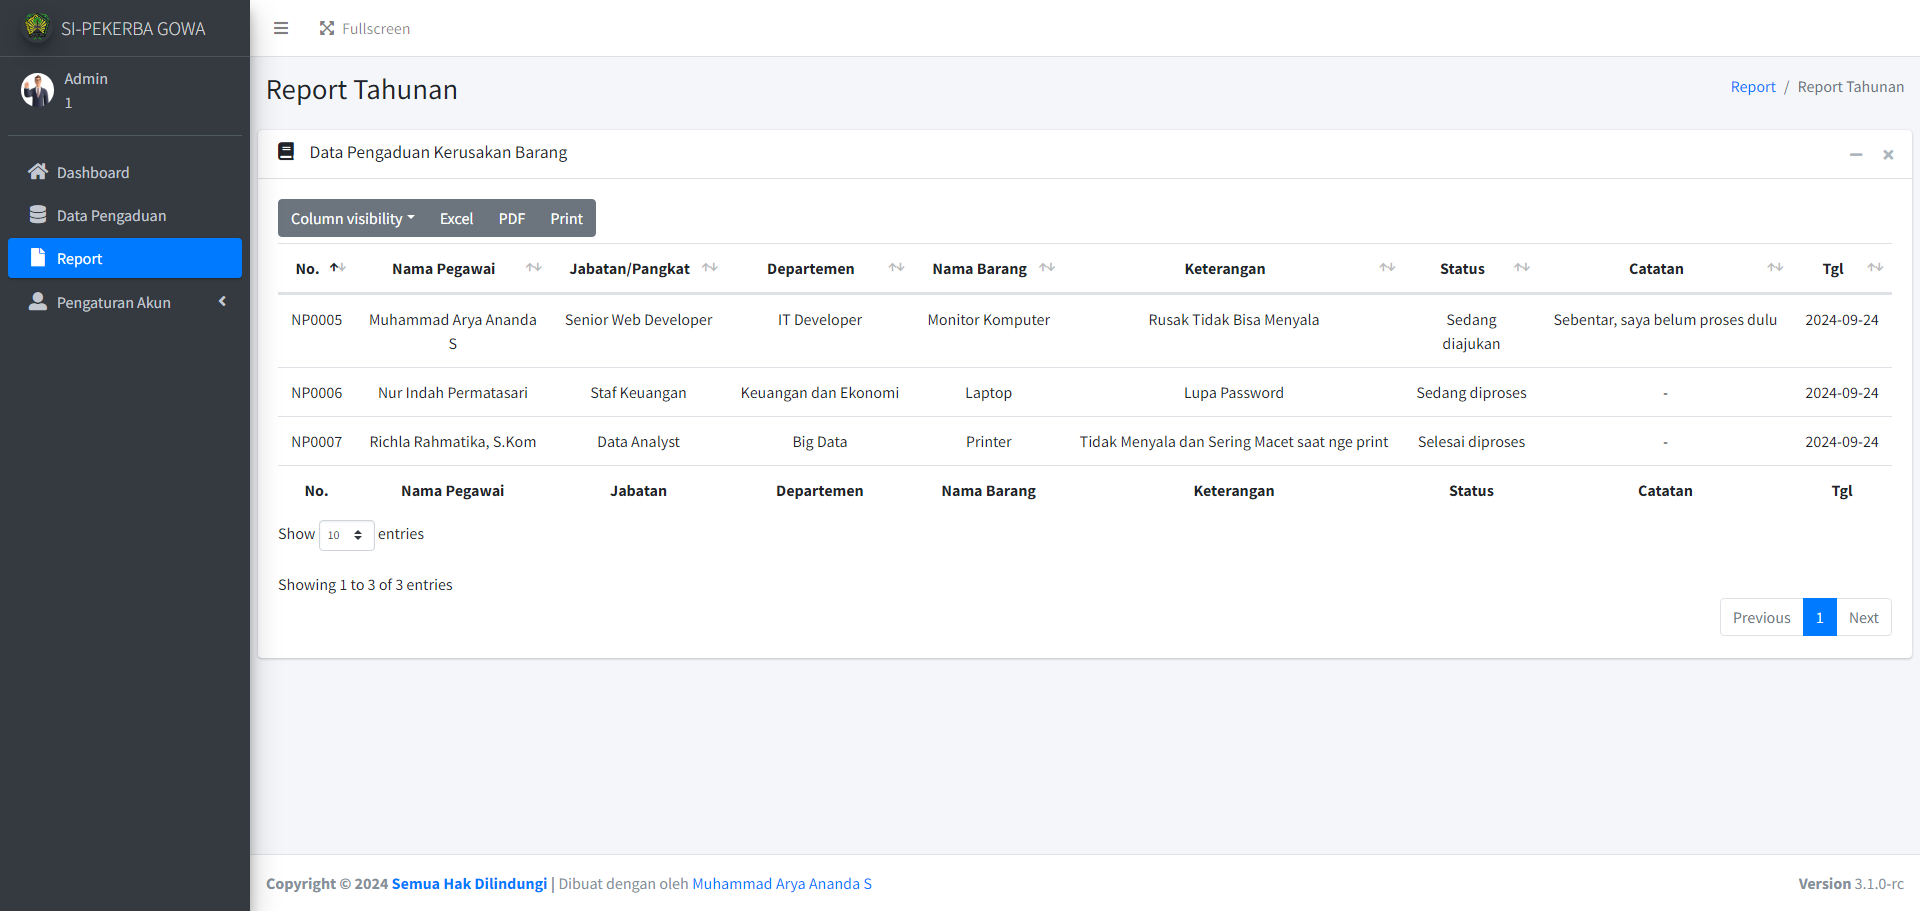 SI-PEKERBA GOWA
Fullscreen
Admin
1
Dashboard
Data Pengaduan
Report
Pengaturan Akun
Report Tahunan
Report / Report Tahunan
Data Pengaduan Kerusakan Barang
Column visibility Excel PDF Print
No. Nama Pegawai Jabatan/Pangkat Departemen Nama Barang Keterangan Status Catatan Tgl
NP0005 Muhammad Arya Ananda S Senior Web Developer IT Developer Monitor Komputer Rusak Tidak Bisa Menyala Sedang diajukan Sebentar, saya belum proses dulu 2024-09-24
NP0006 Nur Indah Permatasari Staf Keuangan Keuangan dan Ekonomi Laptop Lupa Password Sedang diproses - 2024-09-24
NP0007 Richla Rahmatika, S.Kom Data Analyst Big Data Printer Tidak Menyala dan Sering Macet saat nge print Selesai diproses - 2024-09-24
No. Nama Pegawai Jabatan Departemen Nama Barang Keterangan Status Catatan Tgl
Show 10 entries
Showing 1 to 3 of 3 entries
Previous 1 Next
Copyright © 2024 Semua Hak Dilindungi | Dibuat dengan oleh Muhammad Arya Ananda S
Version 3.1.0-rc